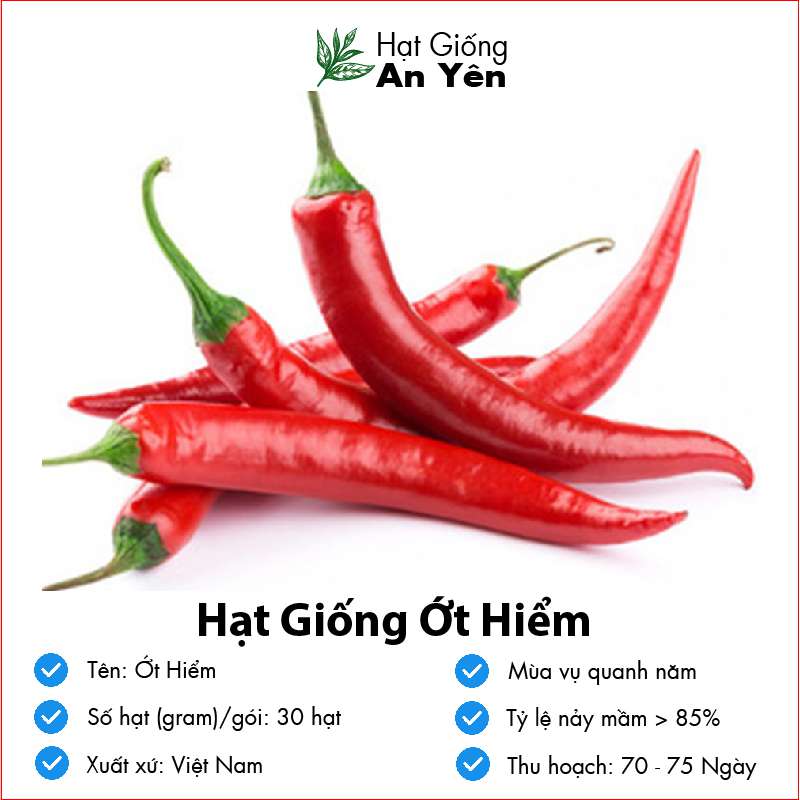 Hạt Giống
An Yên
Hạt Giống Ớt Hiểm
Tên: Ớt Hiểm
Số hạt (gram)/gói: 30 hạt
Xuất xứ: Việt Nam
Mùa vụ quanh năm
Tỷ lệ nảy mầm > 85%
Thu hoạch: 70 - 75 Ngày